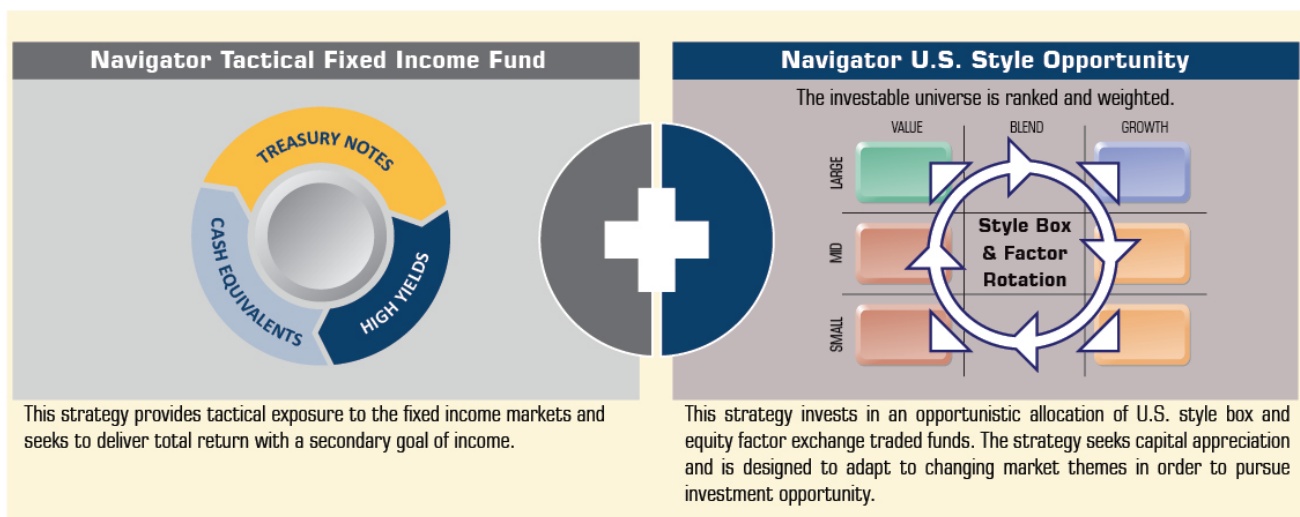 Navigator Tactical Fixed Income Fund
TREASURY NOTES
CASH EQUIVALENTS
HIGH YIELDS
This strategy provides tactical exposure to the fixed income markets and
seeks to deliver total return with a secondary goal of income.
Navigator U.S. Style Opportunity
The investable universe is ranked and weighted.
VALUE BLEND GROWTH
LARGE
MID
SMALL
Style Box
& Factor
Rotation
This strategy invests in an opportunistic allocation of U.S. style box and
equity factor exchange traded funds. The strategy seeks capital appreciation
and is designed to adapt to changing market themes in order to pursue
investment opportunity.